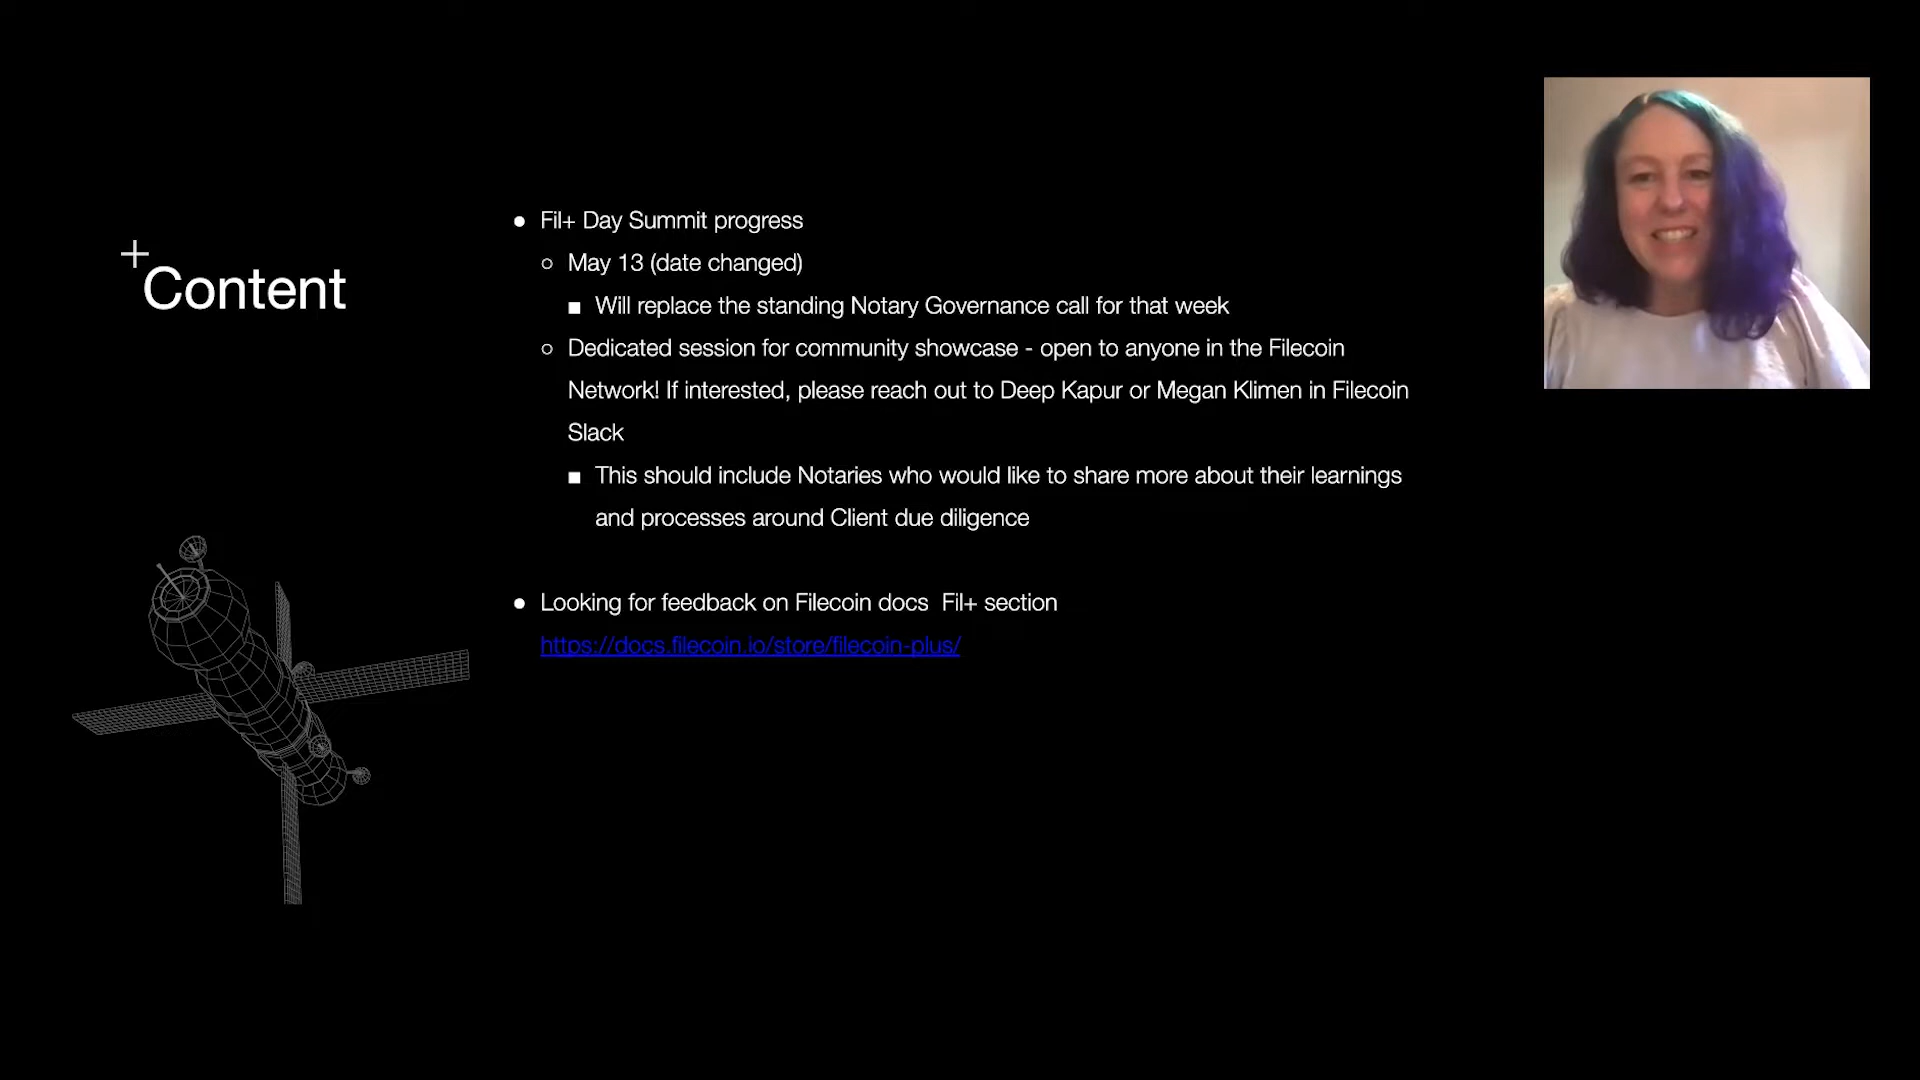 +
Content
● Fil+ Day Summit progress
○ May 13 (date changed)
■ Will replace the standing Notary Governance call for that week
○ Dedicated session for community showcase - open to anyone in the Filecoin
Network! If interested, please reach out to Deep Kapur or Megan Klimen in Filecoin
Slack
■ This should include Notaries who would like to share more about their learnings
and processes around Client due diligence
● Looking for feedback on Filecoin docs  Fil+ section
https://docs.filecoin.io/store/filecoin-plus/